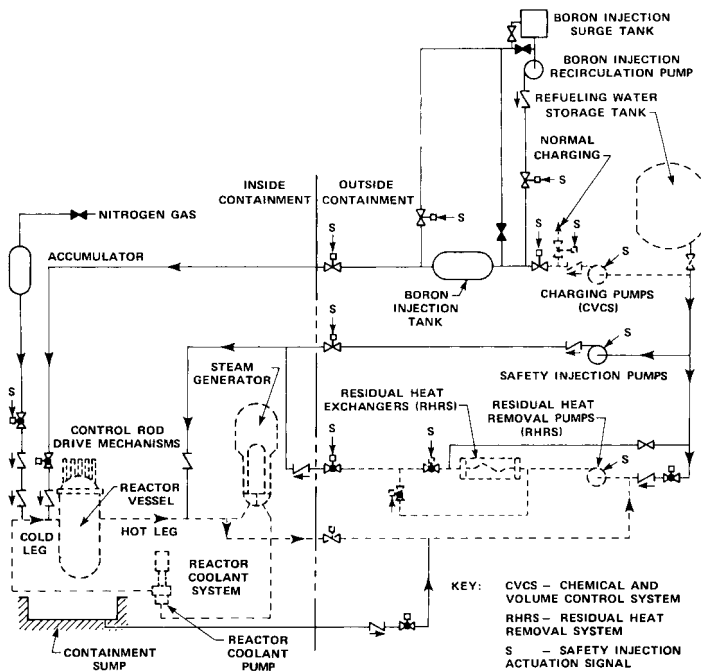 BORON INJECTION
SURGE TANK
BORON INJECTION
RECIRCULATION PUMP
REFUELING WATER
STORAGE TANK
NORMAL
CHARGING
S
INSIDE
CONTAINMENT
OUTSIDE
CONTAINMENT
NITROGEN GAS
S
S
S
S
S
S
ACCUMULATOR
BORON
INJECTION
TANK
CHARGING PUMPS
(CVCS)
S
S
STEAM
GENERATOR
SAFETY INJECTION PUMPS
RESIDUAL HEAT
EXCHANGERS (RHRS)
RESIDUAL HEAT
REMOVAL PUMPS
(RHRS)
S
S
S
S
CONTROL ROD
DRIVE MECHANISMS
REACTOR
VESSEL
COLD
LEG
HOT LEG
REACTOR
COOLANT
SYSTEM
REACTOR
COOLANT
PUMP
CONTAINMENT
SUMP
KEY: CVCS – CHEMICAL AND
VOLUME CONTROL SYSTEM
RHRS – RESIDUAL HEAT
REMOVAL SYSTEM
S – SAFETY INJECTION
ACTUATION SIGNAL